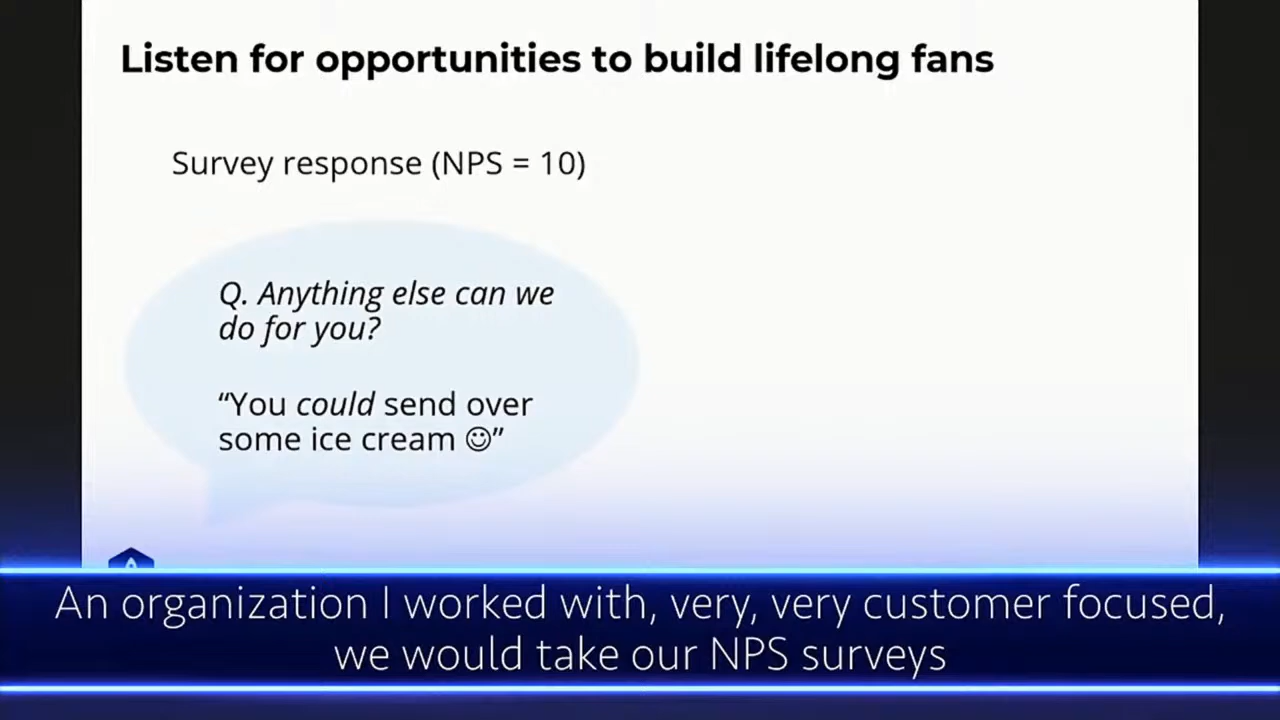 Listen for opportunities to build lifelong fans
Survey response (NPS = 10)
Q. Anything else can we
do for you?
“You could send over
some ice cream ☺”
An organization I worked with, very, very customer focused,
we would take our NPS surveys